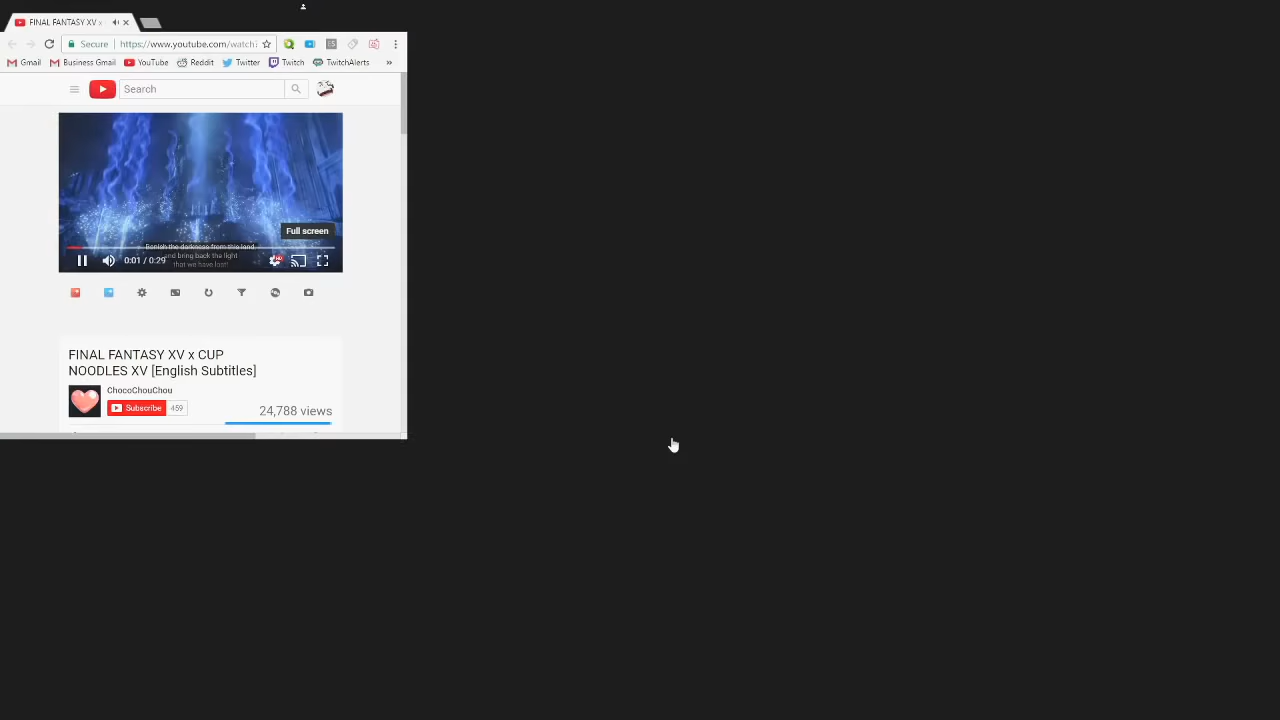 FINAL FANTASY XV x
Secure https://www.youtube.com/watch
Gmail Business Gmail YouTube Reddit Twitter Twitch TwitchAlerts »
Search
Full screen
Banish the darkness from this land,
and bring back the light
that we have lost!
0:01 / 0:29
HD
FINAL FANTASY XV x CUP
NOODLES XV [English Subtitles]
ChocoChouChou
Subscribe 459
24,788 views